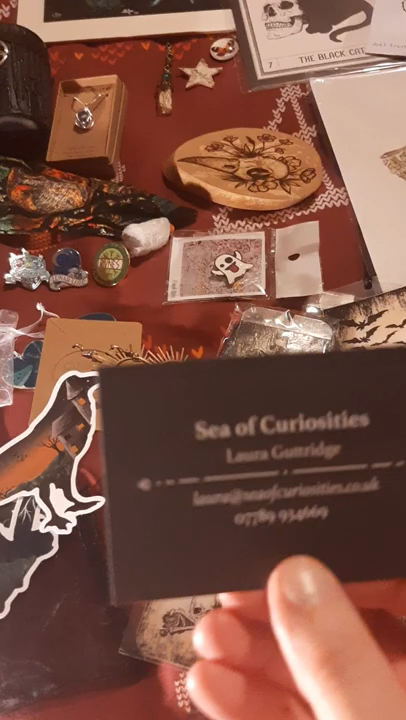 7 THE BLACK CAT
Sea of Curiosities
Laura Guttridge
laura@seaofcuriosities.co.uk
07789 934669